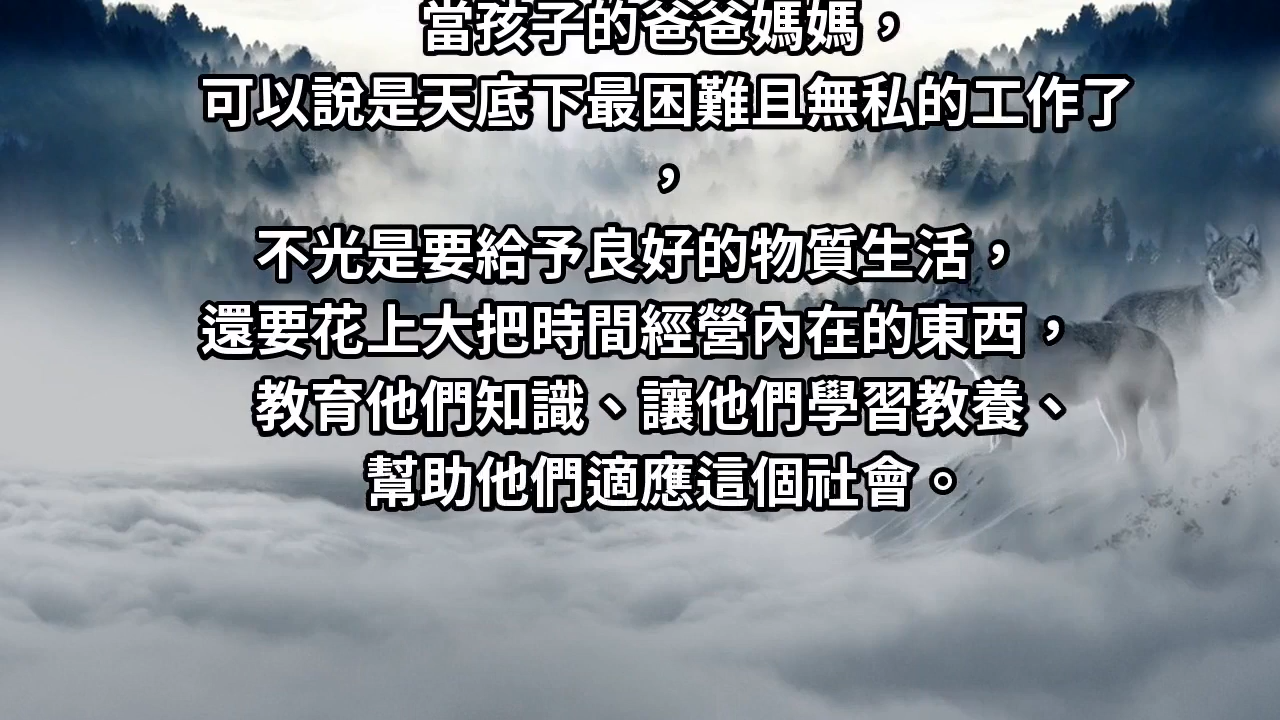 當孩子的爸爸媽媽，
可以說是天底下最困難且無私的工作了
，
不光是要給予良好的物質生活，
還要花上大把時間經營內在的東西，
教育他們知識、讓他們學習教養、
幫助他們適應這個社會。